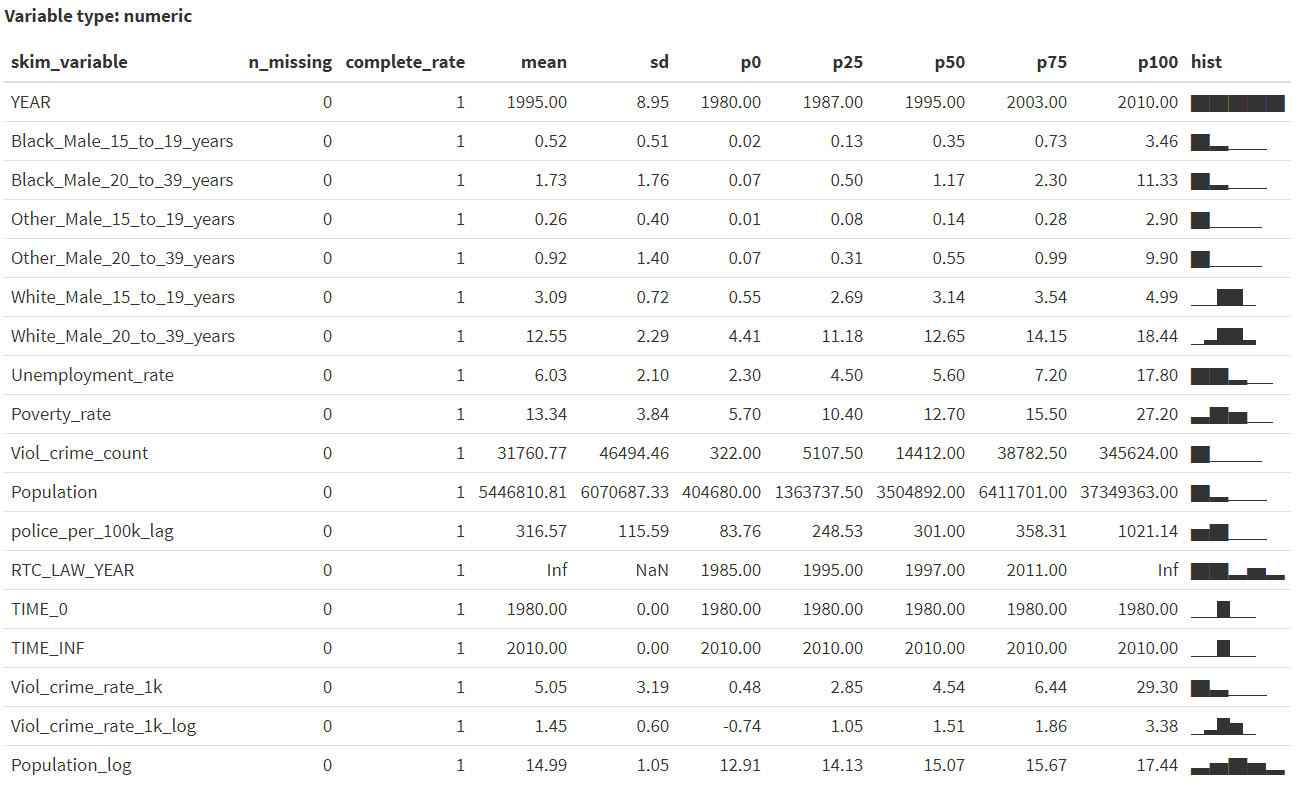 Variable type: numeric
skim_variable n_missing complete_rate mean sd p0 p25 p50 p75 p100 hist
YEAR 0 1 1995.00 8.95 1980.00 1987.00 1995.00 2003.00 2010.00
Black_Male_15_to_19_years 0 1 0.52 0.51 0.02 0.13 0.35 0.73 3.46
Black_Male_20_to_39_years 0 1 1.73 1.76 0.07 0.50 1.17 2.30 11.33
Other_Male_15_to_19_years 0 1 0.26 0.40 0.01 0.08 0.14 0.28 2.90
Other_Male_20_to_39_years 0 1 0.92 1.40 0.07 0.31 0.55 0.99 9.90
White_Male_15_to_19_years 0 1 3.09 0.72 0.55 2.69 3.14 3.54 4.99
White_Male_20_to_39_years 0 1 12.55 2.29 4.41 11.18 12.65 14.15 18.44
Unemployment_rate 0 1 6.03 2.10 2.30 4.50 5.60 7.20 17.80
Poverty_rate 0 1 13.34 3.84 5.70 10.40 12.70 15.50 27.20
Viol_crime_count 0 1 31760.77 46494.46 322.00 5107.50 14412.00 38782.50 345624.00
Population 0 1 5446810.81 6070687.33 404680.00 1363737.50 3504892.00 6411701.00 37349363.00
police_per_100k_lag 0 1 316.57 115.59 83.76 248.53 301.00 358.31 1021.14
RTC_LAW_YEAR 0 1 Inf NaN 1985.00 1995.00 1997.00 2011.00 Inf
TIME_0 0 1 1980.00 0.00 1980.00 1980.00 1980.00 1980.00 1980.00
TIME_INF 0 1 2010.00 0.00 2010.00 2010.00 2010.00 2010.00 2010.00
Viol_crime_rate_1k 0 1 5.05 3.19 0.48 2.85 4.54 6.44 29.30
Viol_crime_rate_1k_log 0 1 1.45 0.60 -0.74 1.05 1.51 1.86 3.38
Population_log 0 1 14.99 1.05 12.91 14.13 15.07 15.67 17.44